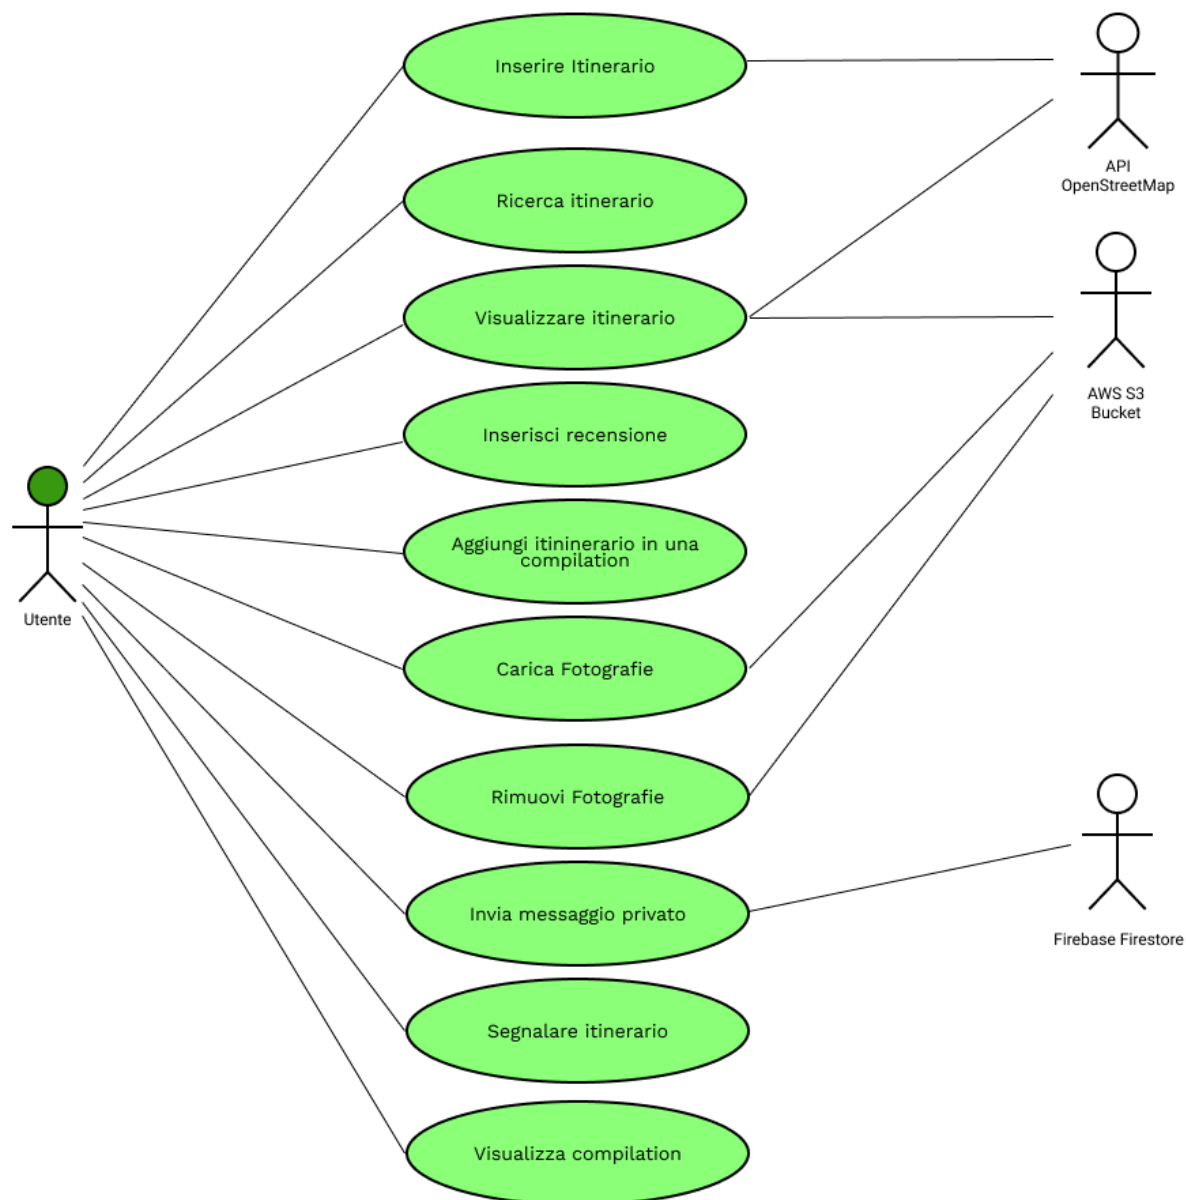 Inserire Itinerario
API
OpenStreetMap
Ricerca itinerario
Visualizzare itinerario
AWS S3
Bucket
Inserisci recensione
Aggiungi itininerario in una
compilation
Utente
Carica Fotografie
Rimuovi Fotografie
Invia messaggio privato
Firebase Firestore
Segnalare itinerario
Visualizza compilation